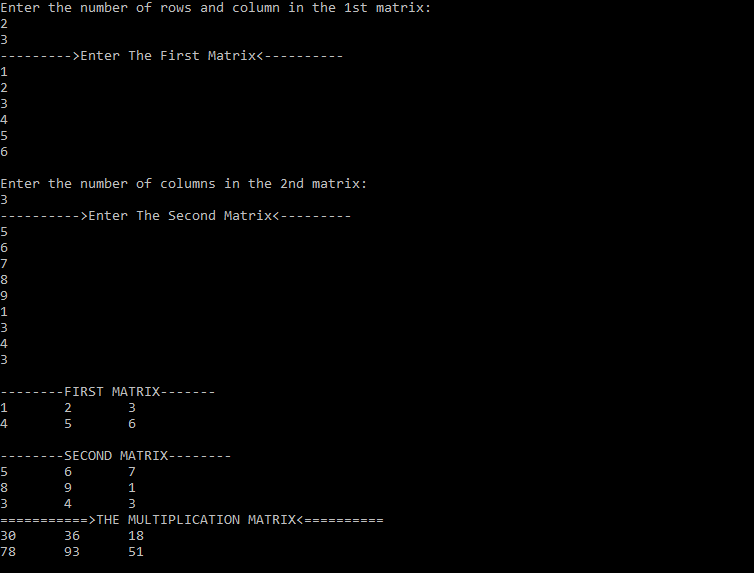 Enter the number of rows and column in the 1st matrix:
2
3
--------->Enter The First Matrix<----------
1
2
3
4
5
6
Enter the number of columns in the 2nd matrix:
3
---------->Enter The Second Matrix<---------
5
6
7
8
9
1
3
4
3
--------FIRST MATRIX-------
1 2 3
4 5 6
--------SECOND MATRIX--------
5 6 7
8 9 1
3 4 3
===========>THE MULTIPLICATION MATRIX<==========
30 36 18
78 93 51